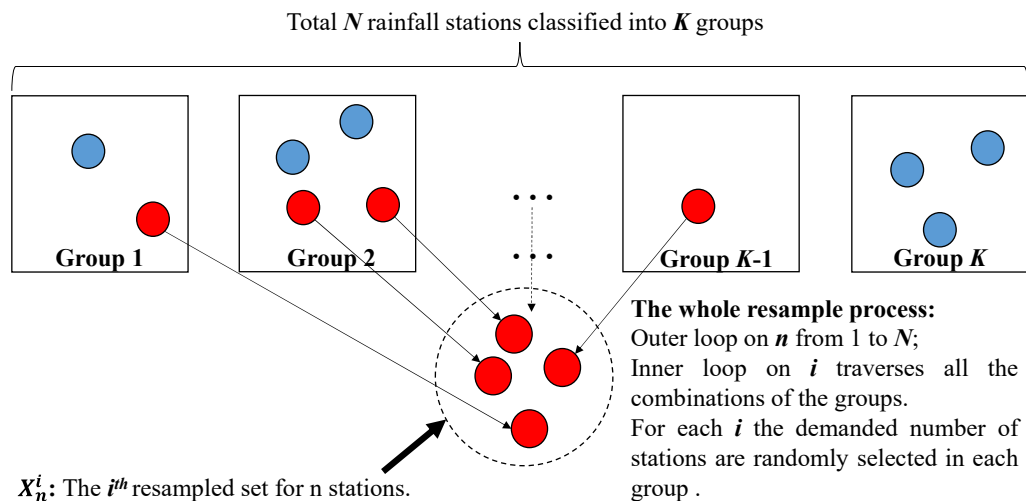 Total N rainfall stations classified into K groups
... 
Group 1 Group 2 ... Group K-1 Group K
The whole resample process:
Outer loop on n from 1 to N;
Inner loop on i traverses all the
combinations of the groups.
For each i the demanded number of
stations are randomly selected in each
group .
Xₙⁱ: The iᵗʰ resampled set for n stations.